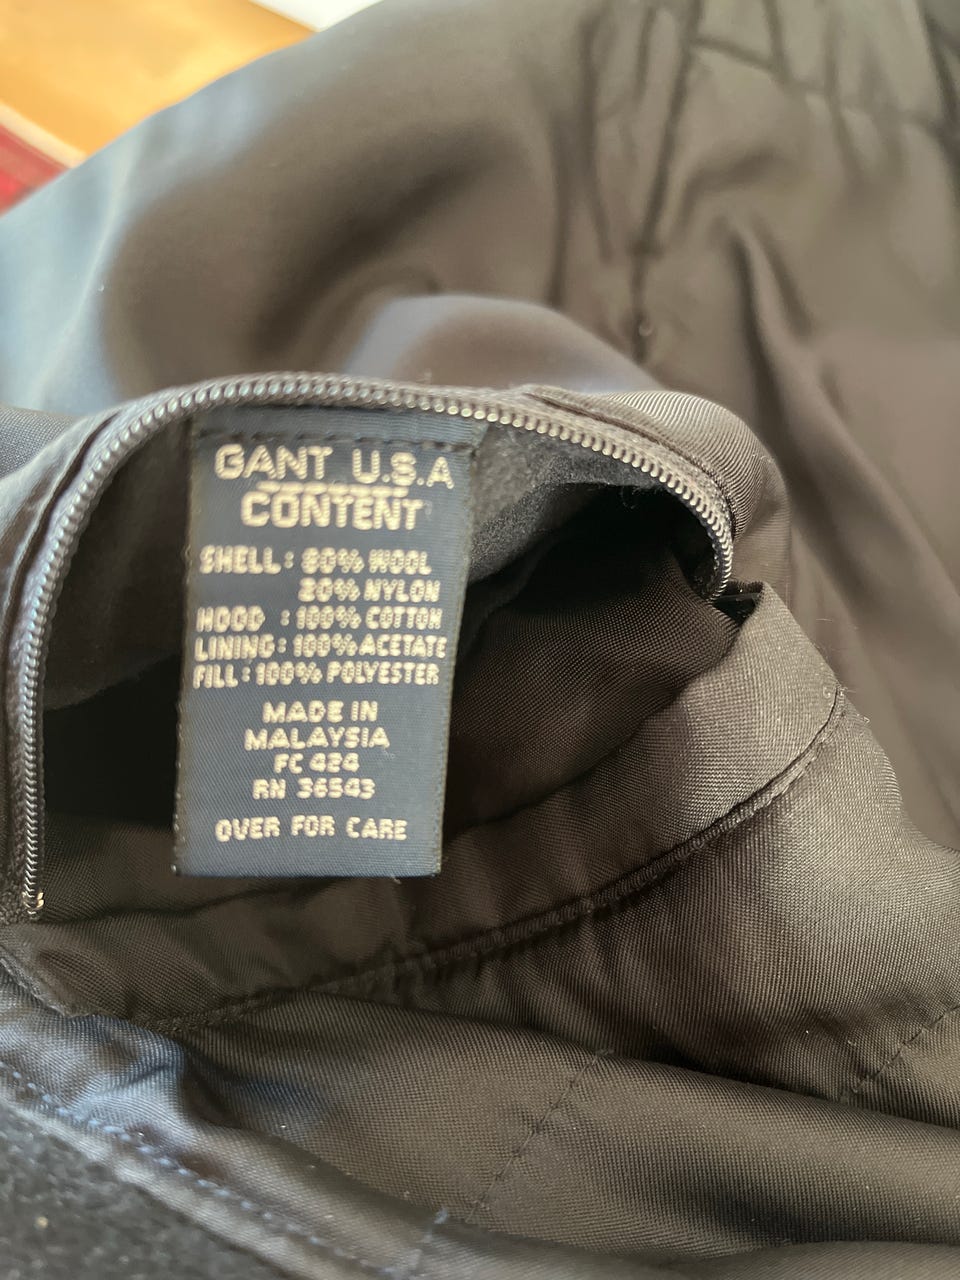 GANT U.S.A
CONTENT
SHELL: 80% WOOL
20% NYLON
HOOD : 100% COTTON
LINING: 100% ACETATE
FILL: 100% POLYESTER
MADE IN
MALAYSIA
FC 424
RN 36543
OVER FOR CARE